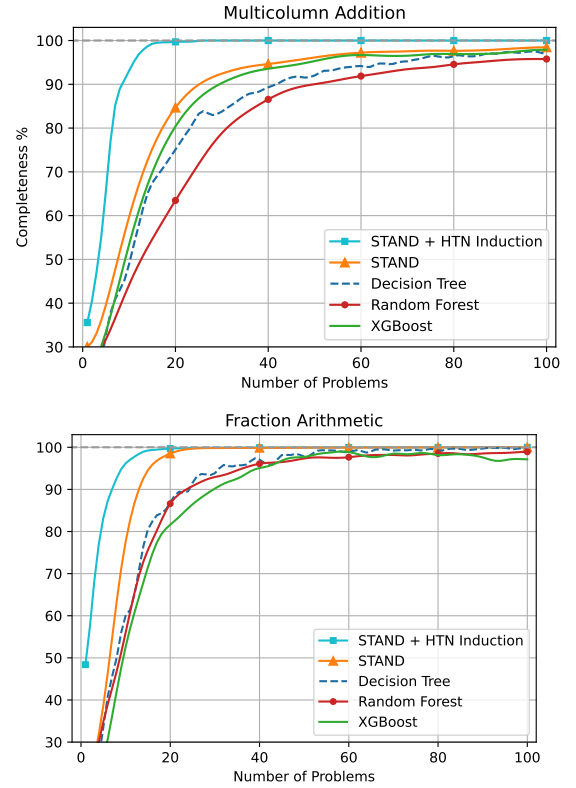 Multicolumn Addition
100
90
80
70
60
50
40
30
Completeness %
STAND + HTN Induction
STAND
Decision Tree
Random Forest
XGBoost
0 20 40 60 80 100
Number of Problems
Fraction Arithmetic
100
90
80
70
60
50
40
30
STAND + HTN Induction
STAND
Decision Tree
Random Forest
XGBoost
0 20 40 60 80 100
Number of Problems